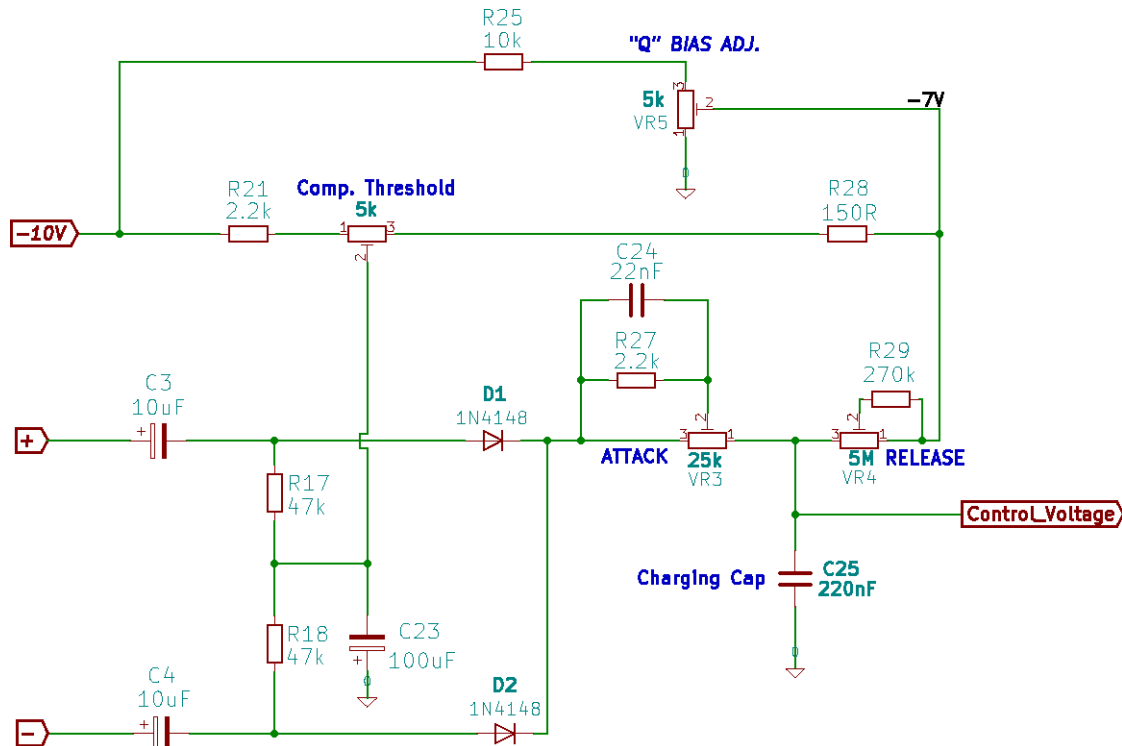 R25
10k
"Q" BIAS ADJ.
3
5k
2
VR5
1
0
-7V
R21
2.2k
Comp. Threshold
5k
R28
150R
-10V
1
3
2
C24
22nF
R27
2.2k
R29
270k
C3
10uF
D1
1N4148
2
2
+
+
3
1
3
1
ATTACK
25k
VR3
5M
RELEASE
VR4
R17
47k
Control_Voltage
Charging Cap
C25
220nF
R18
47k
C23
100uF
+
0
0
C4
10uF
D2
1N4148
+
-